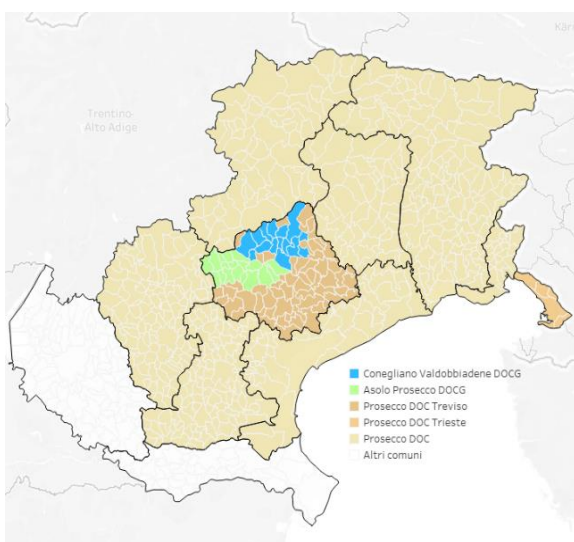 Kärn
Trentino-
Alto Adige
Conegliano Valdobbiadene DOCG
Asolo Prosecco DOCG
Prosecco DOC Treviso
Prosecco DOC Trieste
Prosecco DOC
Altri comuni